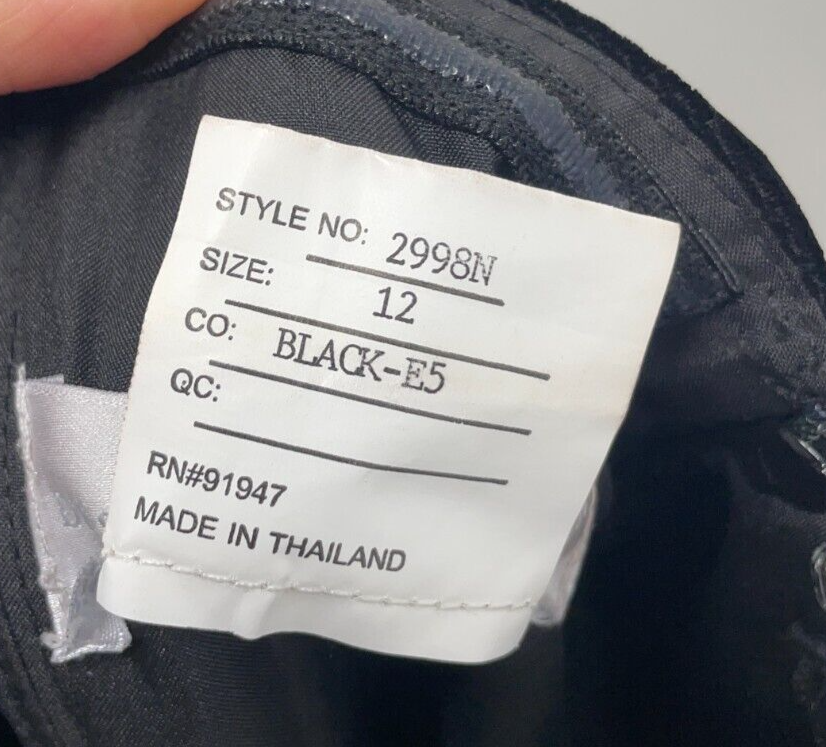 STYLE NO: 2998N
SIZE: 12
CO: BLACK-E5
QC:
RN#91947
MADE IN THAILAND